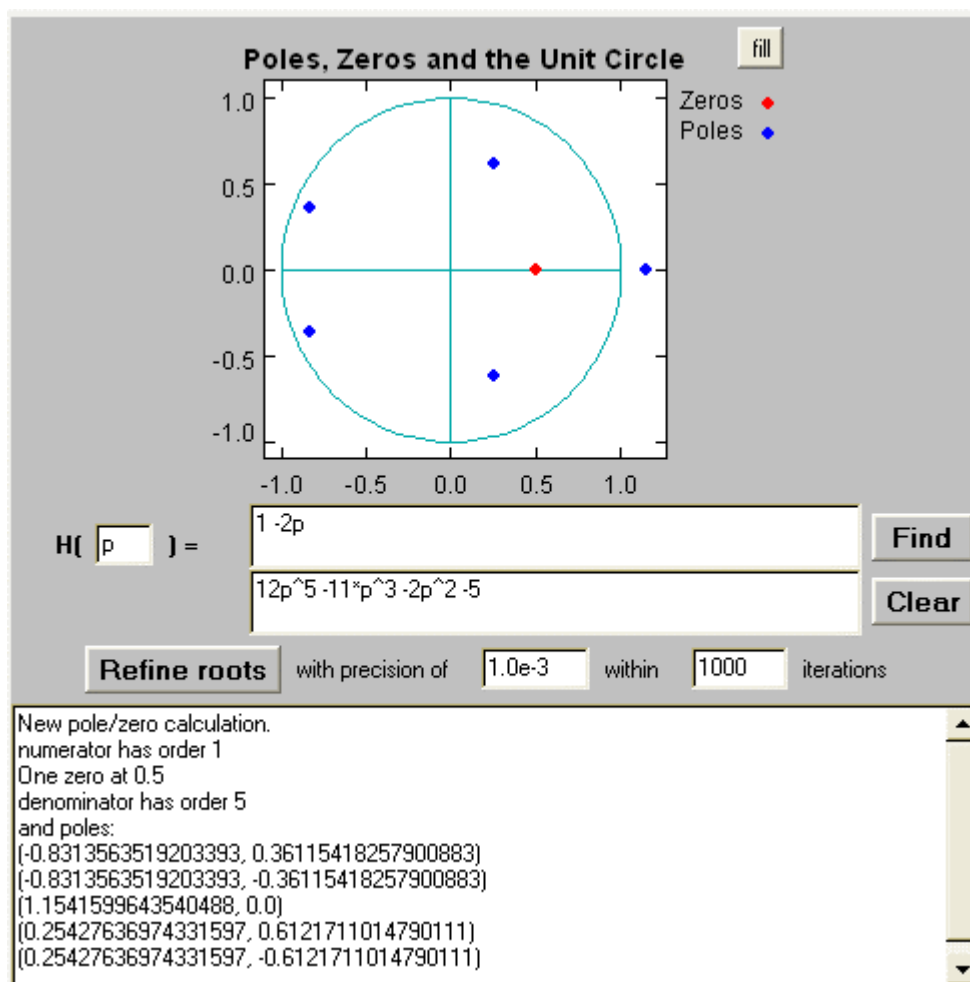 fill
Poles, Zeros and the Unit Circle
Zeros
Poles
1.0
0.5
0.0
-0.5
-1.0
-1.0 -0.5 0.0 0.5 1.0
H( p ) =
1 -2p
Find
12p^5 -11*p^3 -2p^2 -5
Clear
Refine roots with precision of 1.0e-3 within 1000 iterations
New pole/zero calculation.
numerator has order 1
One zero at 0.5
denominator has order 5
and poles:
(-0.8313563519203393, 0.36115418257900883)
(-0.8313563519203393, -0.36115418257900883)
(1.1541599643540488, 0.0)
(0.25427636974331597, 0.6121711014790111)
(0.25427636974331597, -0.6121711014790111)